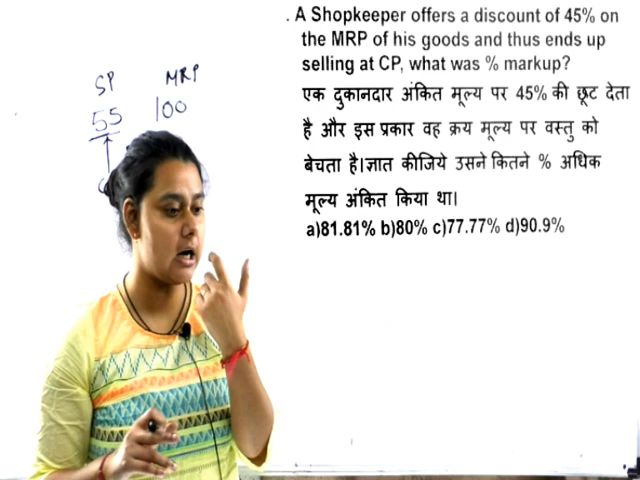 . A Shopkeeper offers a discount of 45% on
the MRP of his goods and thus ends up
selling at CP, what was % markup?
एक दुकानदार अंकित मूल्य पर 45% की छूट देता
है और इस प्रकार वह क्रय मूल्य पर वस्तु को
बेचता है।ज्ञात कीजिये उसने कितने % अधिक
मूल्य अंकित किया था।
a)81.81% b)80% c)77.77% d)90.9%
SP MRP
55 100